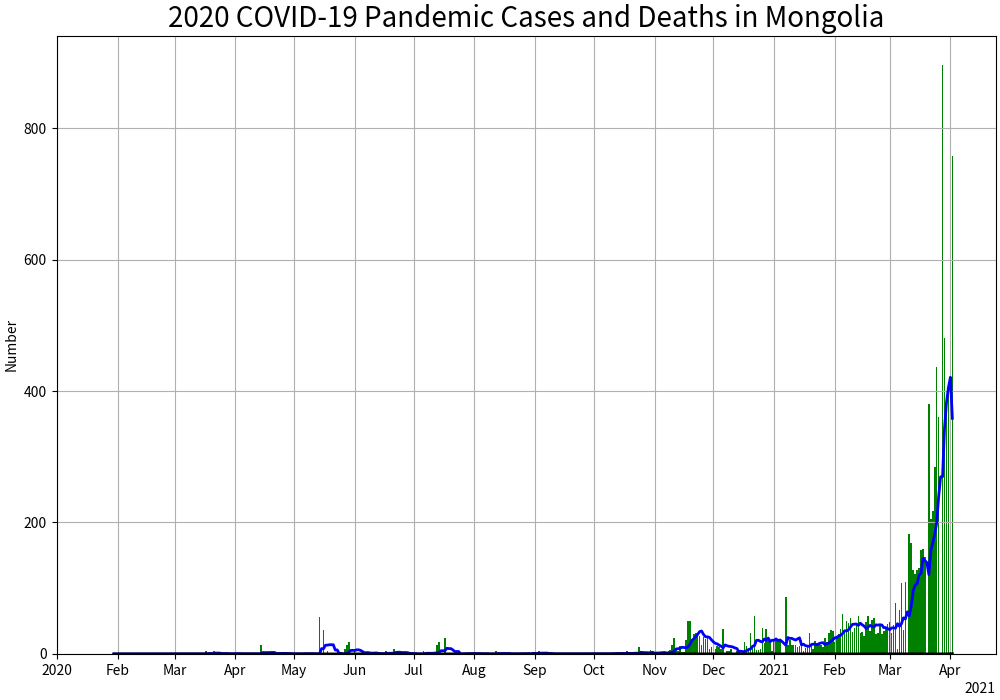 2020 COVID-19 Pandemic Cases and Deaths in Mongolia
Number
800
600
400
200
0
2020 Feb Mar Apr May Jun Jul Aug Sep Oct Nov Dec 2021 Feb Mar Apr
2021